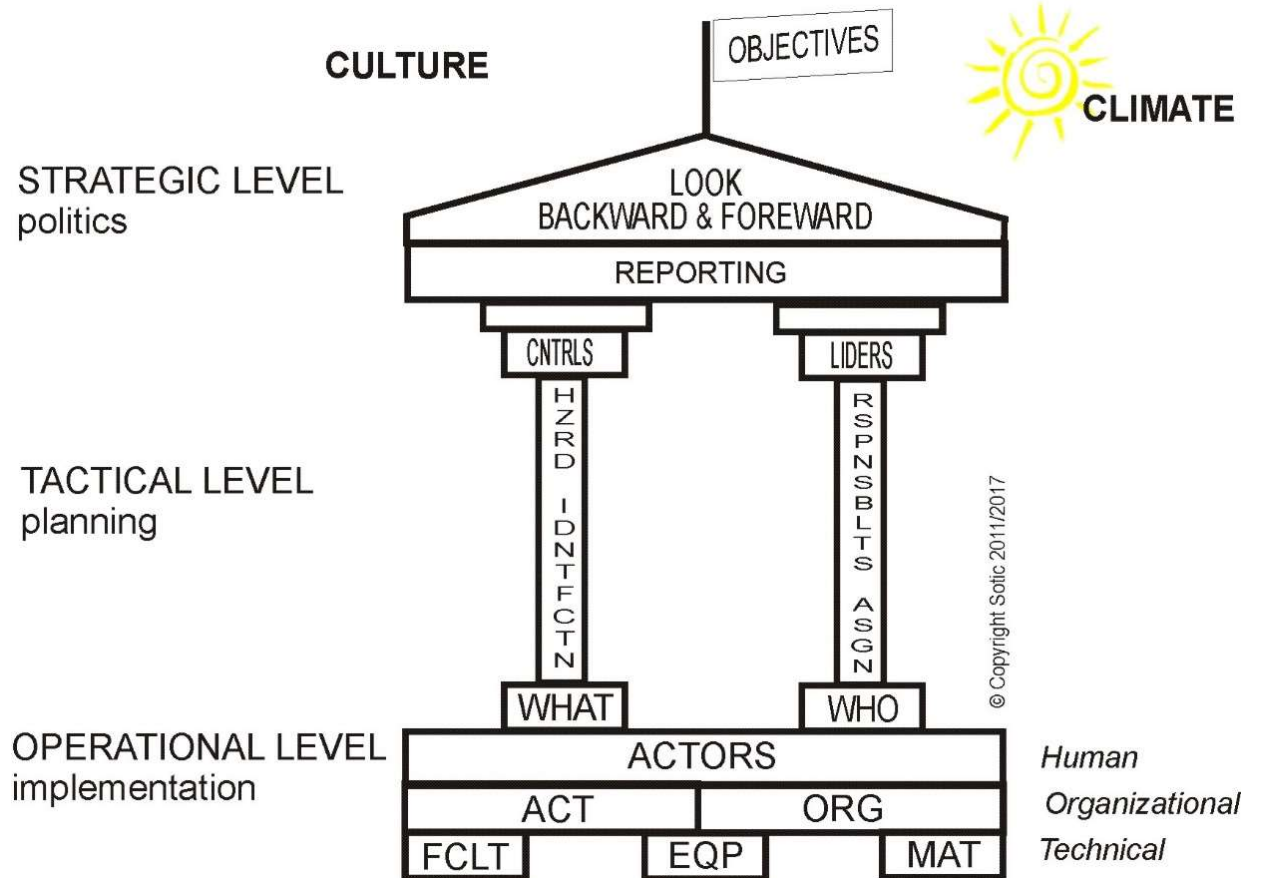 CULTURE
OBJECTIVES
CLIMATE
STRATEGIC LEVEL
politics
LOOK
BACKWARD & FOREWARD
REPORTING
CNTRLS
LIDERS
HZRD IDNTFCTN
RSPNSBLTS ASGN
TACTICAL LEVEL
planning
© Copyright Sotic 2011/2017
WHAT
WHO
OPERATIONAL LEVEL
implementation
ACTORS
Human
ACT
ORG
Organizational
FCLT
EQP
MAT
Technical